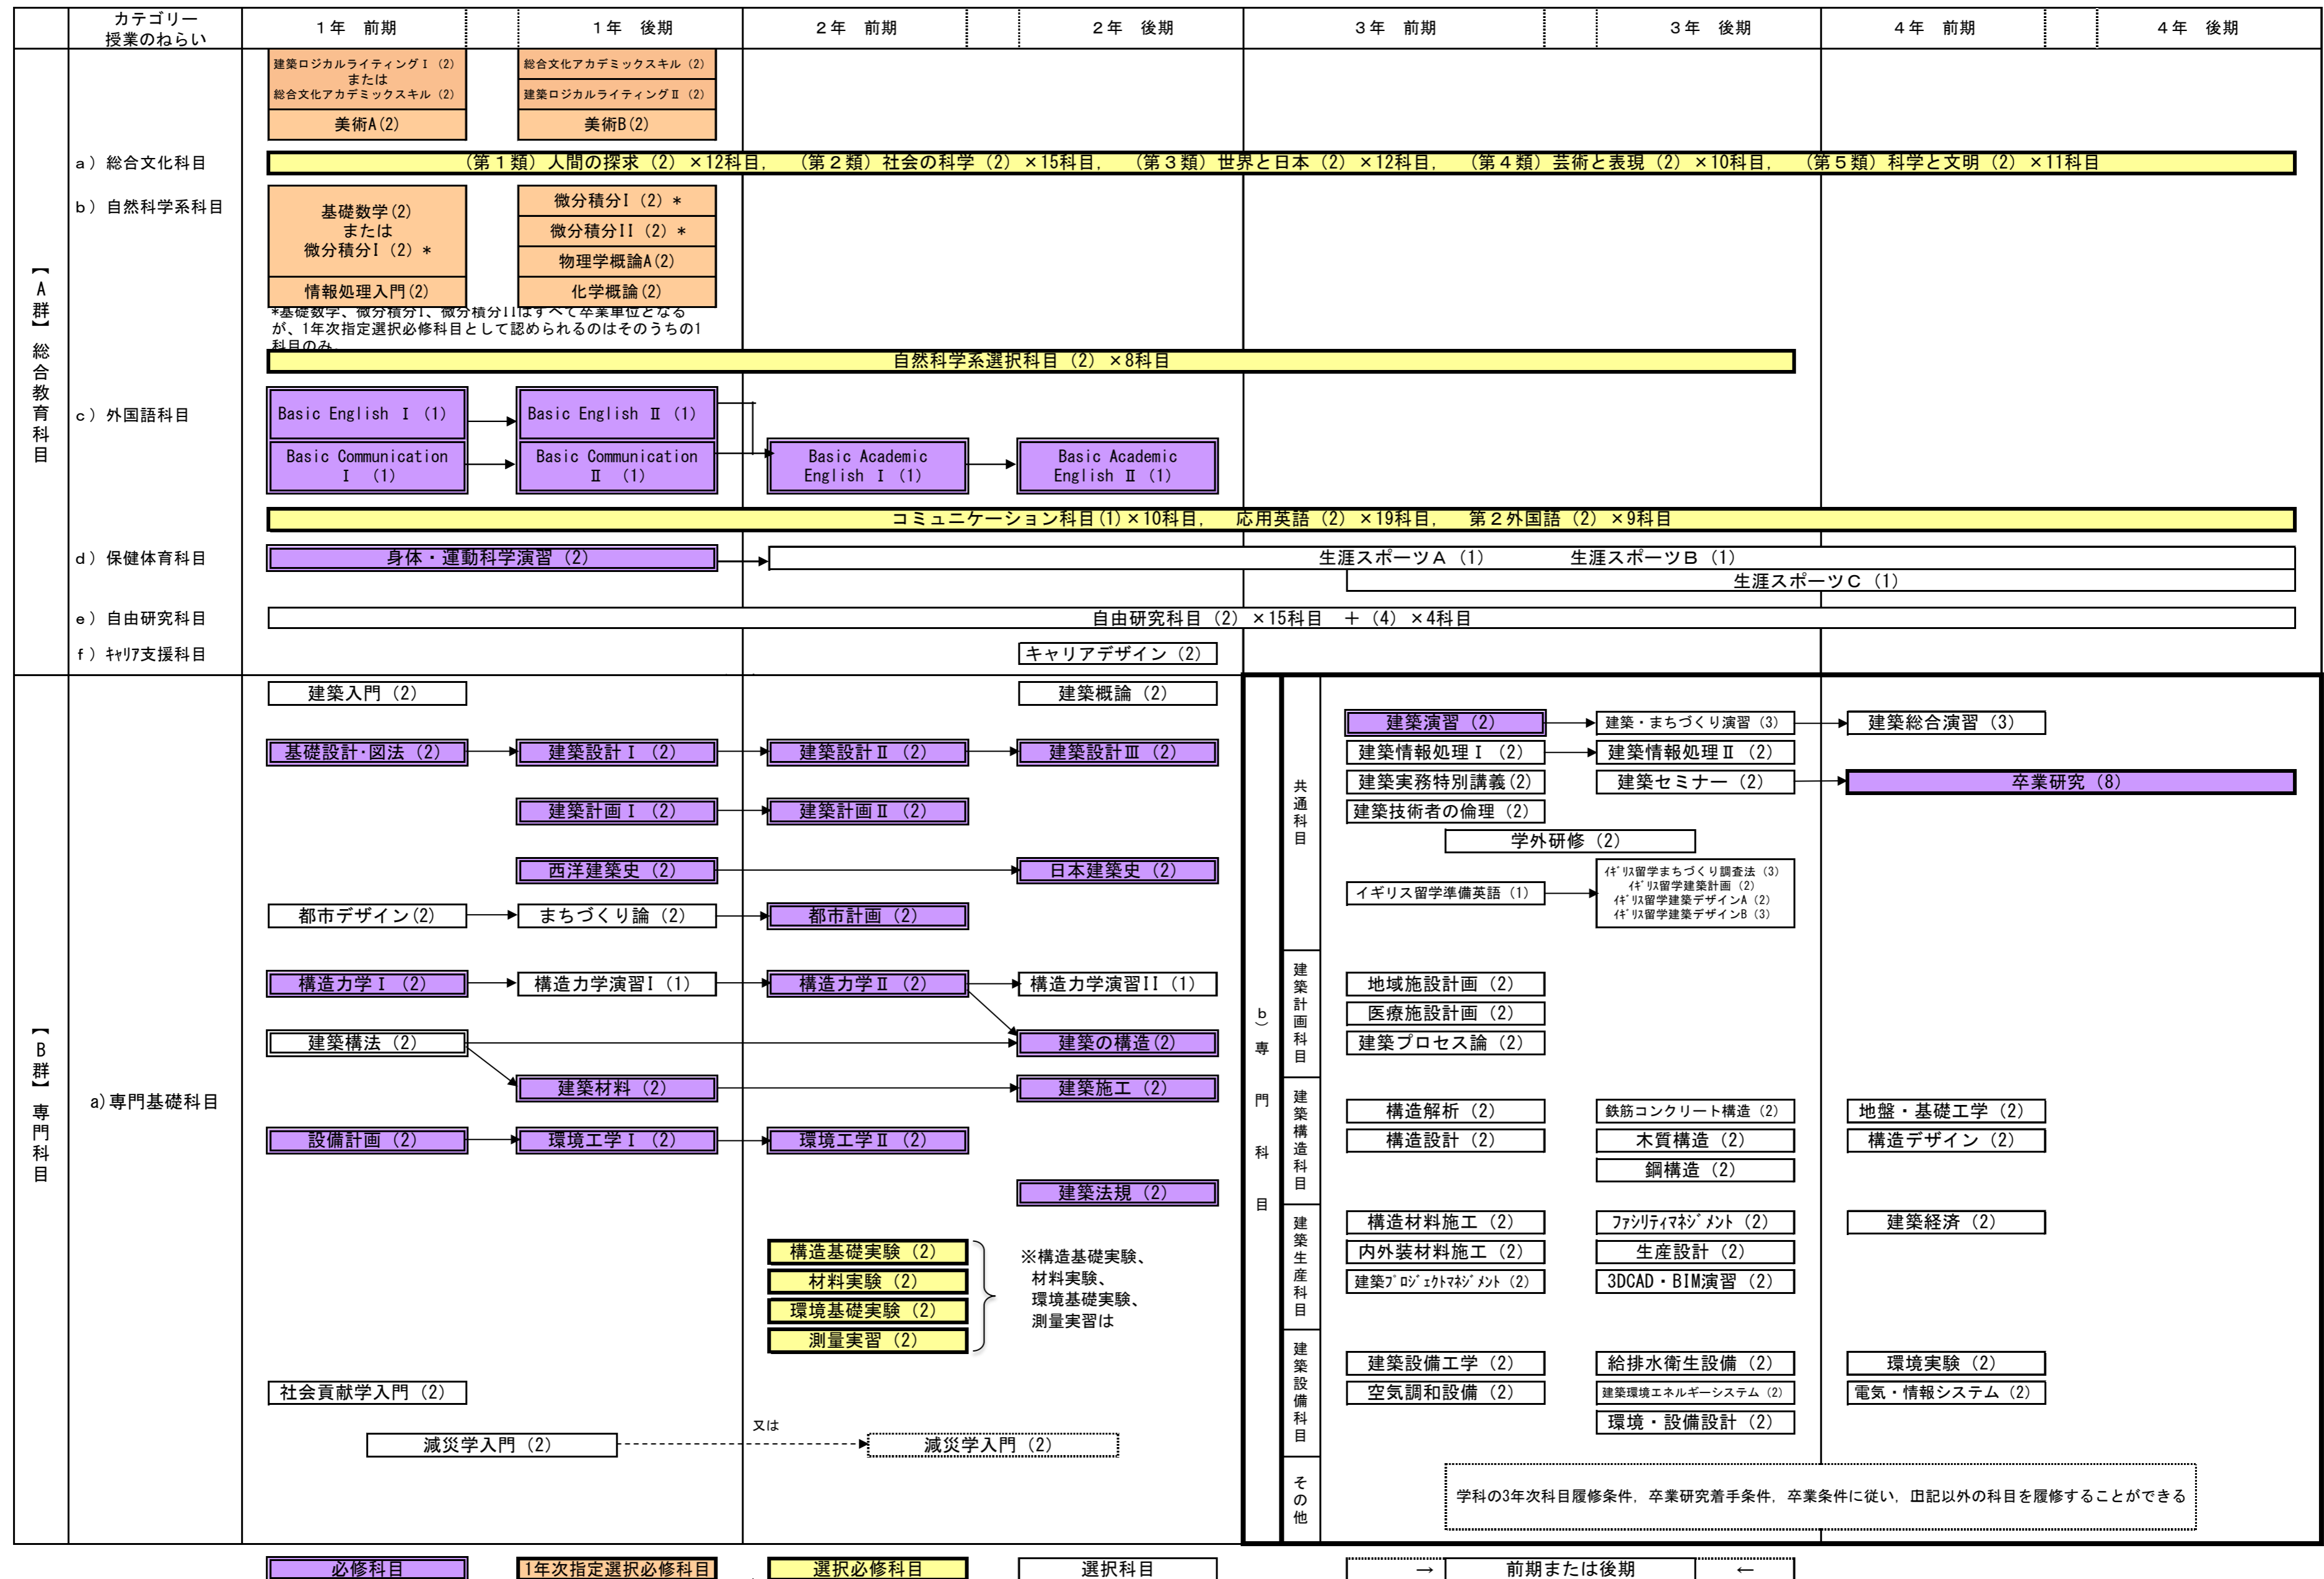 カテゴリー
授業のねらい
1年 前期
1年 後期
2年 前期
2年 後期
3年 前期
3年 後期
4年 前期
4年 後期
【A群】総合教育科目
建築ロジカルライティングⅠ（2）
または
総合文化アカデミックスキル（2）
美術A(2)
総合文化アカデミックスキル（2）
建築ロジカルライティングⅡ（2）
美術B(2)
a）総合文化科目
（第１類）人間の探求（2）×12科目， （第２類）社会の科学（2）×15科目， （第３類）世界と日本（2）×12科目， （第４類）芸術と表現（2）×10科目， （第５類）科学と文明（2）×11科目
b）自然科学系科目
基礎数学(2)
または
微分積分I（2）*
情報処理入門(2)
微分積分I（2）*
微分積分II（2）*
物理学概論A(2)
化学概論(2)
*基礎数学、微分積分I、微分積分IIはすべて卒業単位となる
が、1年次指定選択必修科目として認められるのはそのうちの1
科目のみ。
自然科学系選択科目（2）×8科目
c）外国語科目
Basic English Ⅰ（1）
Basic English Ⅱ（1）
Basic Communication
Ⅰ （1）
Basic Communication
Ⅱ （1）
Basic Academic
English Ⅰ（1）
Basic Academic
English Ⅱ（1）
コミュニケーション科目(1)×10科目， 応用英語（2）×19科目， 第２外国語（2）×9科目
d）保健体育科目
身体・運動科学演習（2）
生涯スポーツＡ（1） 生涯スポーツＢ（1）
生涯スポーツＣ（1）
e）自由研究科目
自由研究科目（2）×15科目 ＋（4）×4科目
f）ｷｬﾘｱ支援科目
キャリアデザイン（2）
【B群】専門科目
a)専門基礎科目
建築入門（2）
建築概論（2）
基礎設計・図法（2）
建築設計Ⅰ（2）
建築設計Ⅱ（2）
建築設計Ⅲ（2）
建築計画Ⅰ（2）
建築計画Ⅱ（2）
西洋建築史（2）
日本建築史（2）
都市デザイン(2)
まちづくり論（2）
都市計画（2）
構造力学Ⅰ（2）
構造力学演習I（1）
構造力学Ⅱ（2）
構造力学演習II（1）
建築構法（2）
建築の構造(2)
建築材料（2）
建築施工（2）
設備計画（2）
環境工学Ⅰ（2）
環境工学Ⅱ（2）
建築法規（2）
構造基礎実験（2）
材料実験（2）
環境基礎実験（2）
測量実習（2）
※構造基礎実験、
材料実験、
環境基礎実験、
測量実習は
社会貢献学入門（2）
減災学入門（2）
又は
減災学入門（2）
b）専門科目
共通科目
建築演習（2）
建築・まちづくり演習（3）
建築総合演習（3）
建築情報処理Ⅰ（2）
建築情報処理Ⅱ（2）
建築実務特別講義(2)
建築セミナー（2）
卒業研究（8）
建築技術者の倫理（2）
学外研修（2）
イギリス留学準備英語（1）
ｲｷﾞﾘｽ留学まちづくり調査法（3）
ｲｷﾞﾘｽ留学建築計画（2）
ｲｷﾞﾘｽ留学建築デザインA（2）
ｲｷﾞﾘｽ留学建築デザインB（3）
建築計画科目
地域施設計画（2）
医療施設計画（2）
建築プロセス論（2）
建築構造科目
構造解析（2）
鉄筋コンクリート構造（2）
地盤・基礎工学（2）
構造設計（2）
木質構造（2）
構造デザイン（2）
鋼構造（2）
建築生産科目
構造材料施工（2）
ﾌｧｼﾘﾃｨﾏﾈｼﾞﾒﾝﾄ（2）
建築経済（2）
内外装材料施工（2）
生産設計（2）
建築ﾌﾟﾛｼﾞｪｸﾄﾏﾈｼﾞﾒﾝﾄ（2）
3DCAD・BIM演習（2）
建築設備科目
建築設備工学（2）
給排水衛生設備（2）
環境実験（2）
空気調和設備（2）
建築環境エネルギーシステム（2）
電気・情報システム（2）
環境・設備設計（2）
その他
学科の3年次科目履修条件，卒業研究着手条件，卒業条件に従い，記以外の科目を履修することができる
必修科目
1年次指定選択必修科目
選択必修科目
選択科目
→ 前期または後期 ←